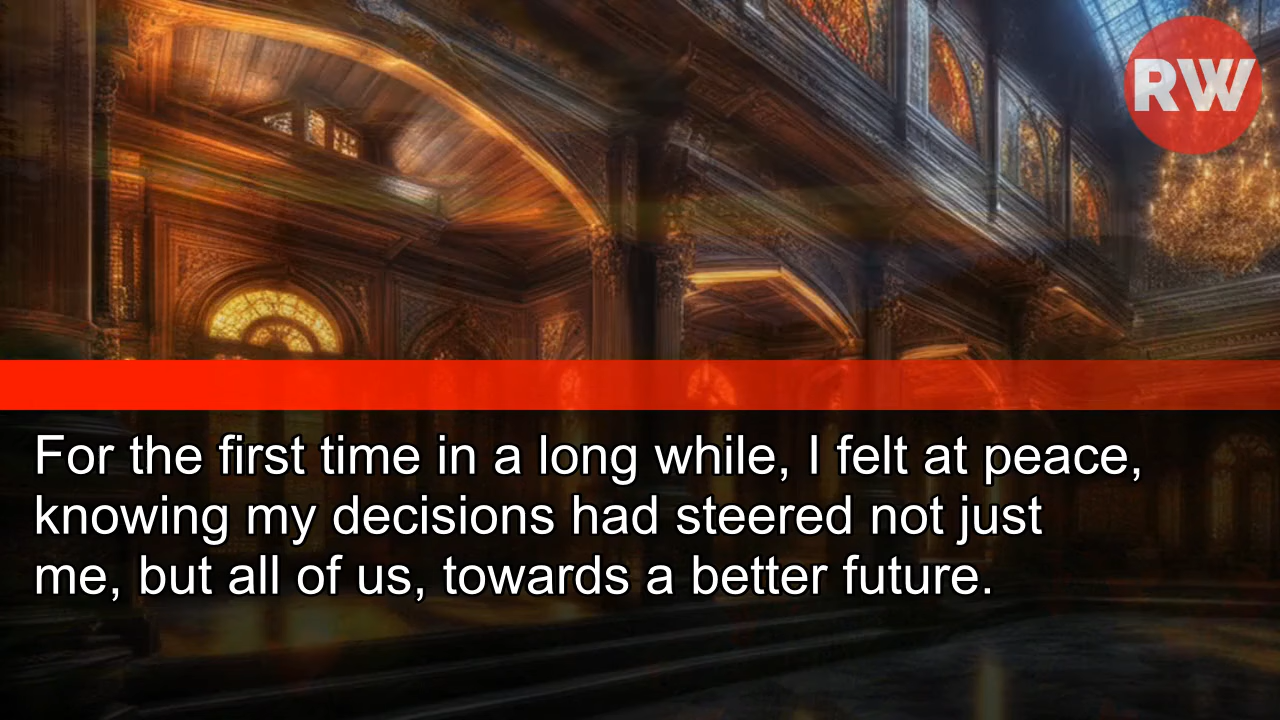 RW
For the first time in a long while, I felt at peace,
knowing my decisions had steered not just
me, but all of us, towards a better future.